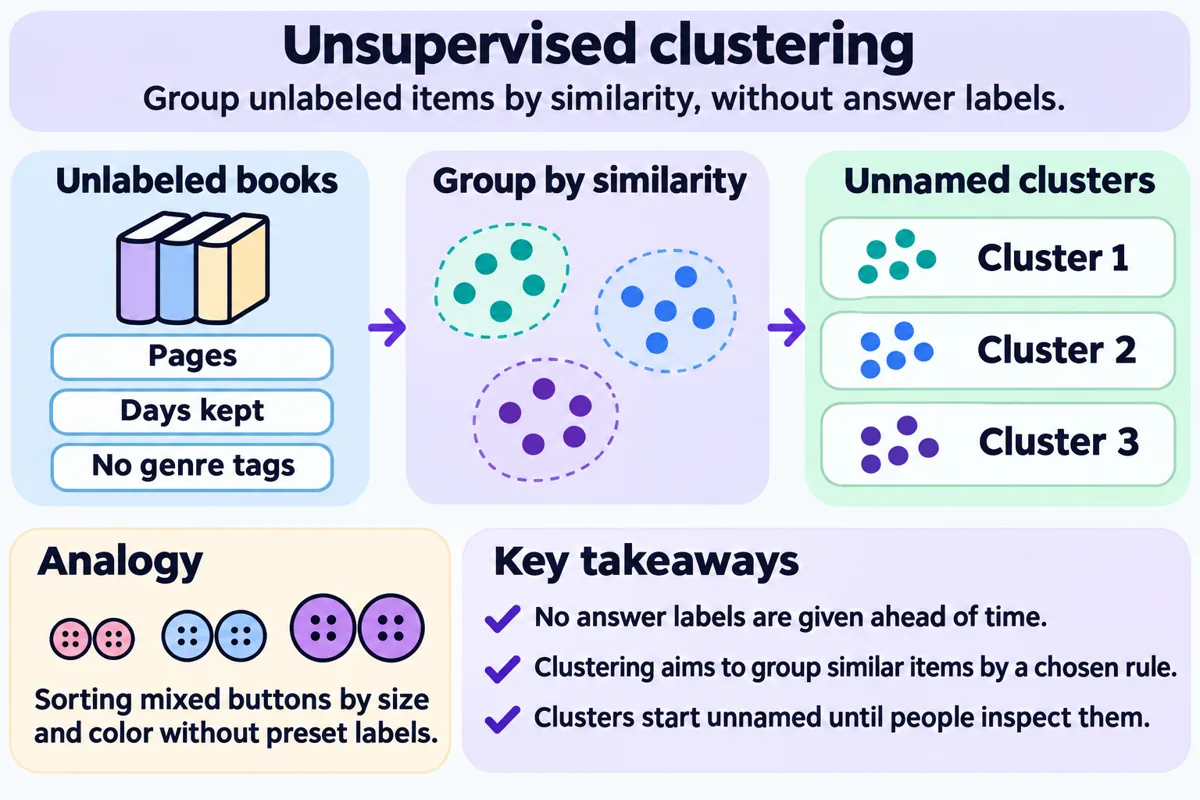 Unsupervised clustering
Group unlabeled items by similarity, without answer labels.
Unlabeled books
Pages
Days kept
No genre tags
Group by similarity
Unnamed clusters
Cluster 1
Cluster 2
Cluster 3
Analogy
Sorting mixed buttons by size
and color without preset labels.
Key takeaways
No answer labels are given ahead of time.
Clustering aims to group similar items by a chosen rule.
Clusters start unnamed until people inspect them.